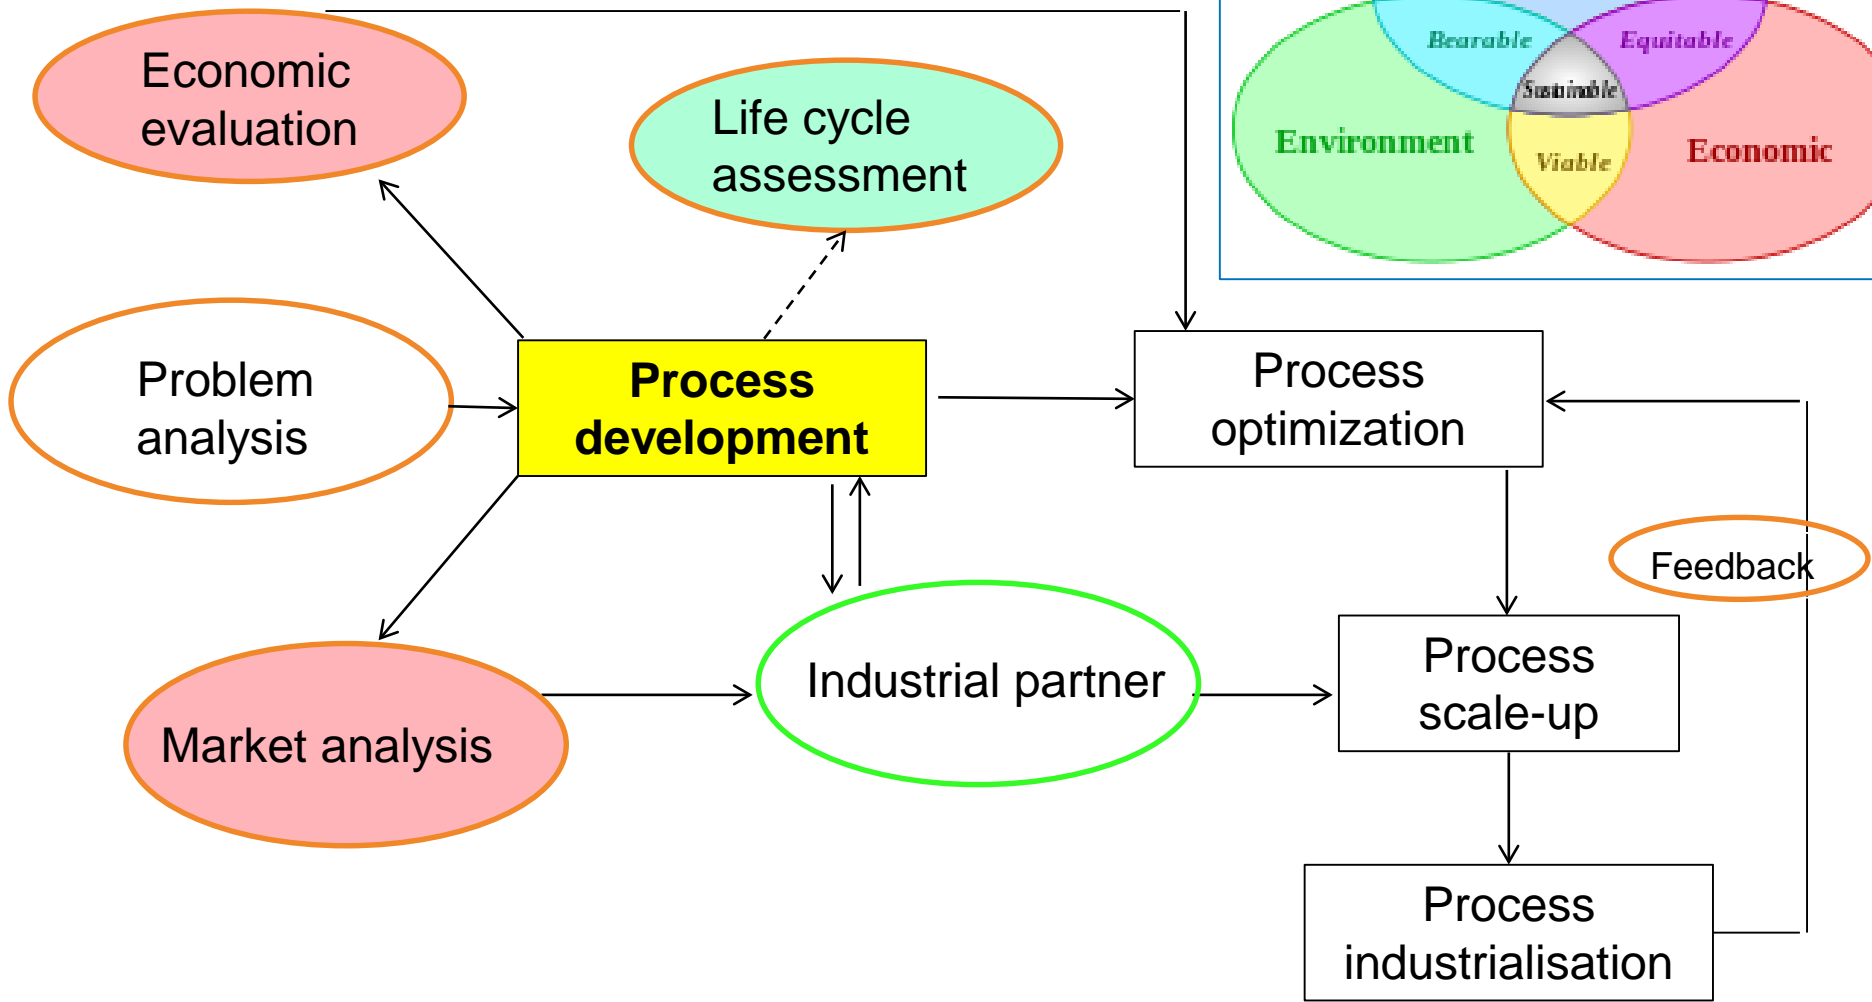 Economic
evaluation
Life cycle
assessment
Bearable
Equitable
Sustainable
Environment
Viable
Economic
Problem
analysis
Process
development
Process
optimization
Feedback
Market analysis
Industrial partner
Process
scale-up
Process
industrialisation